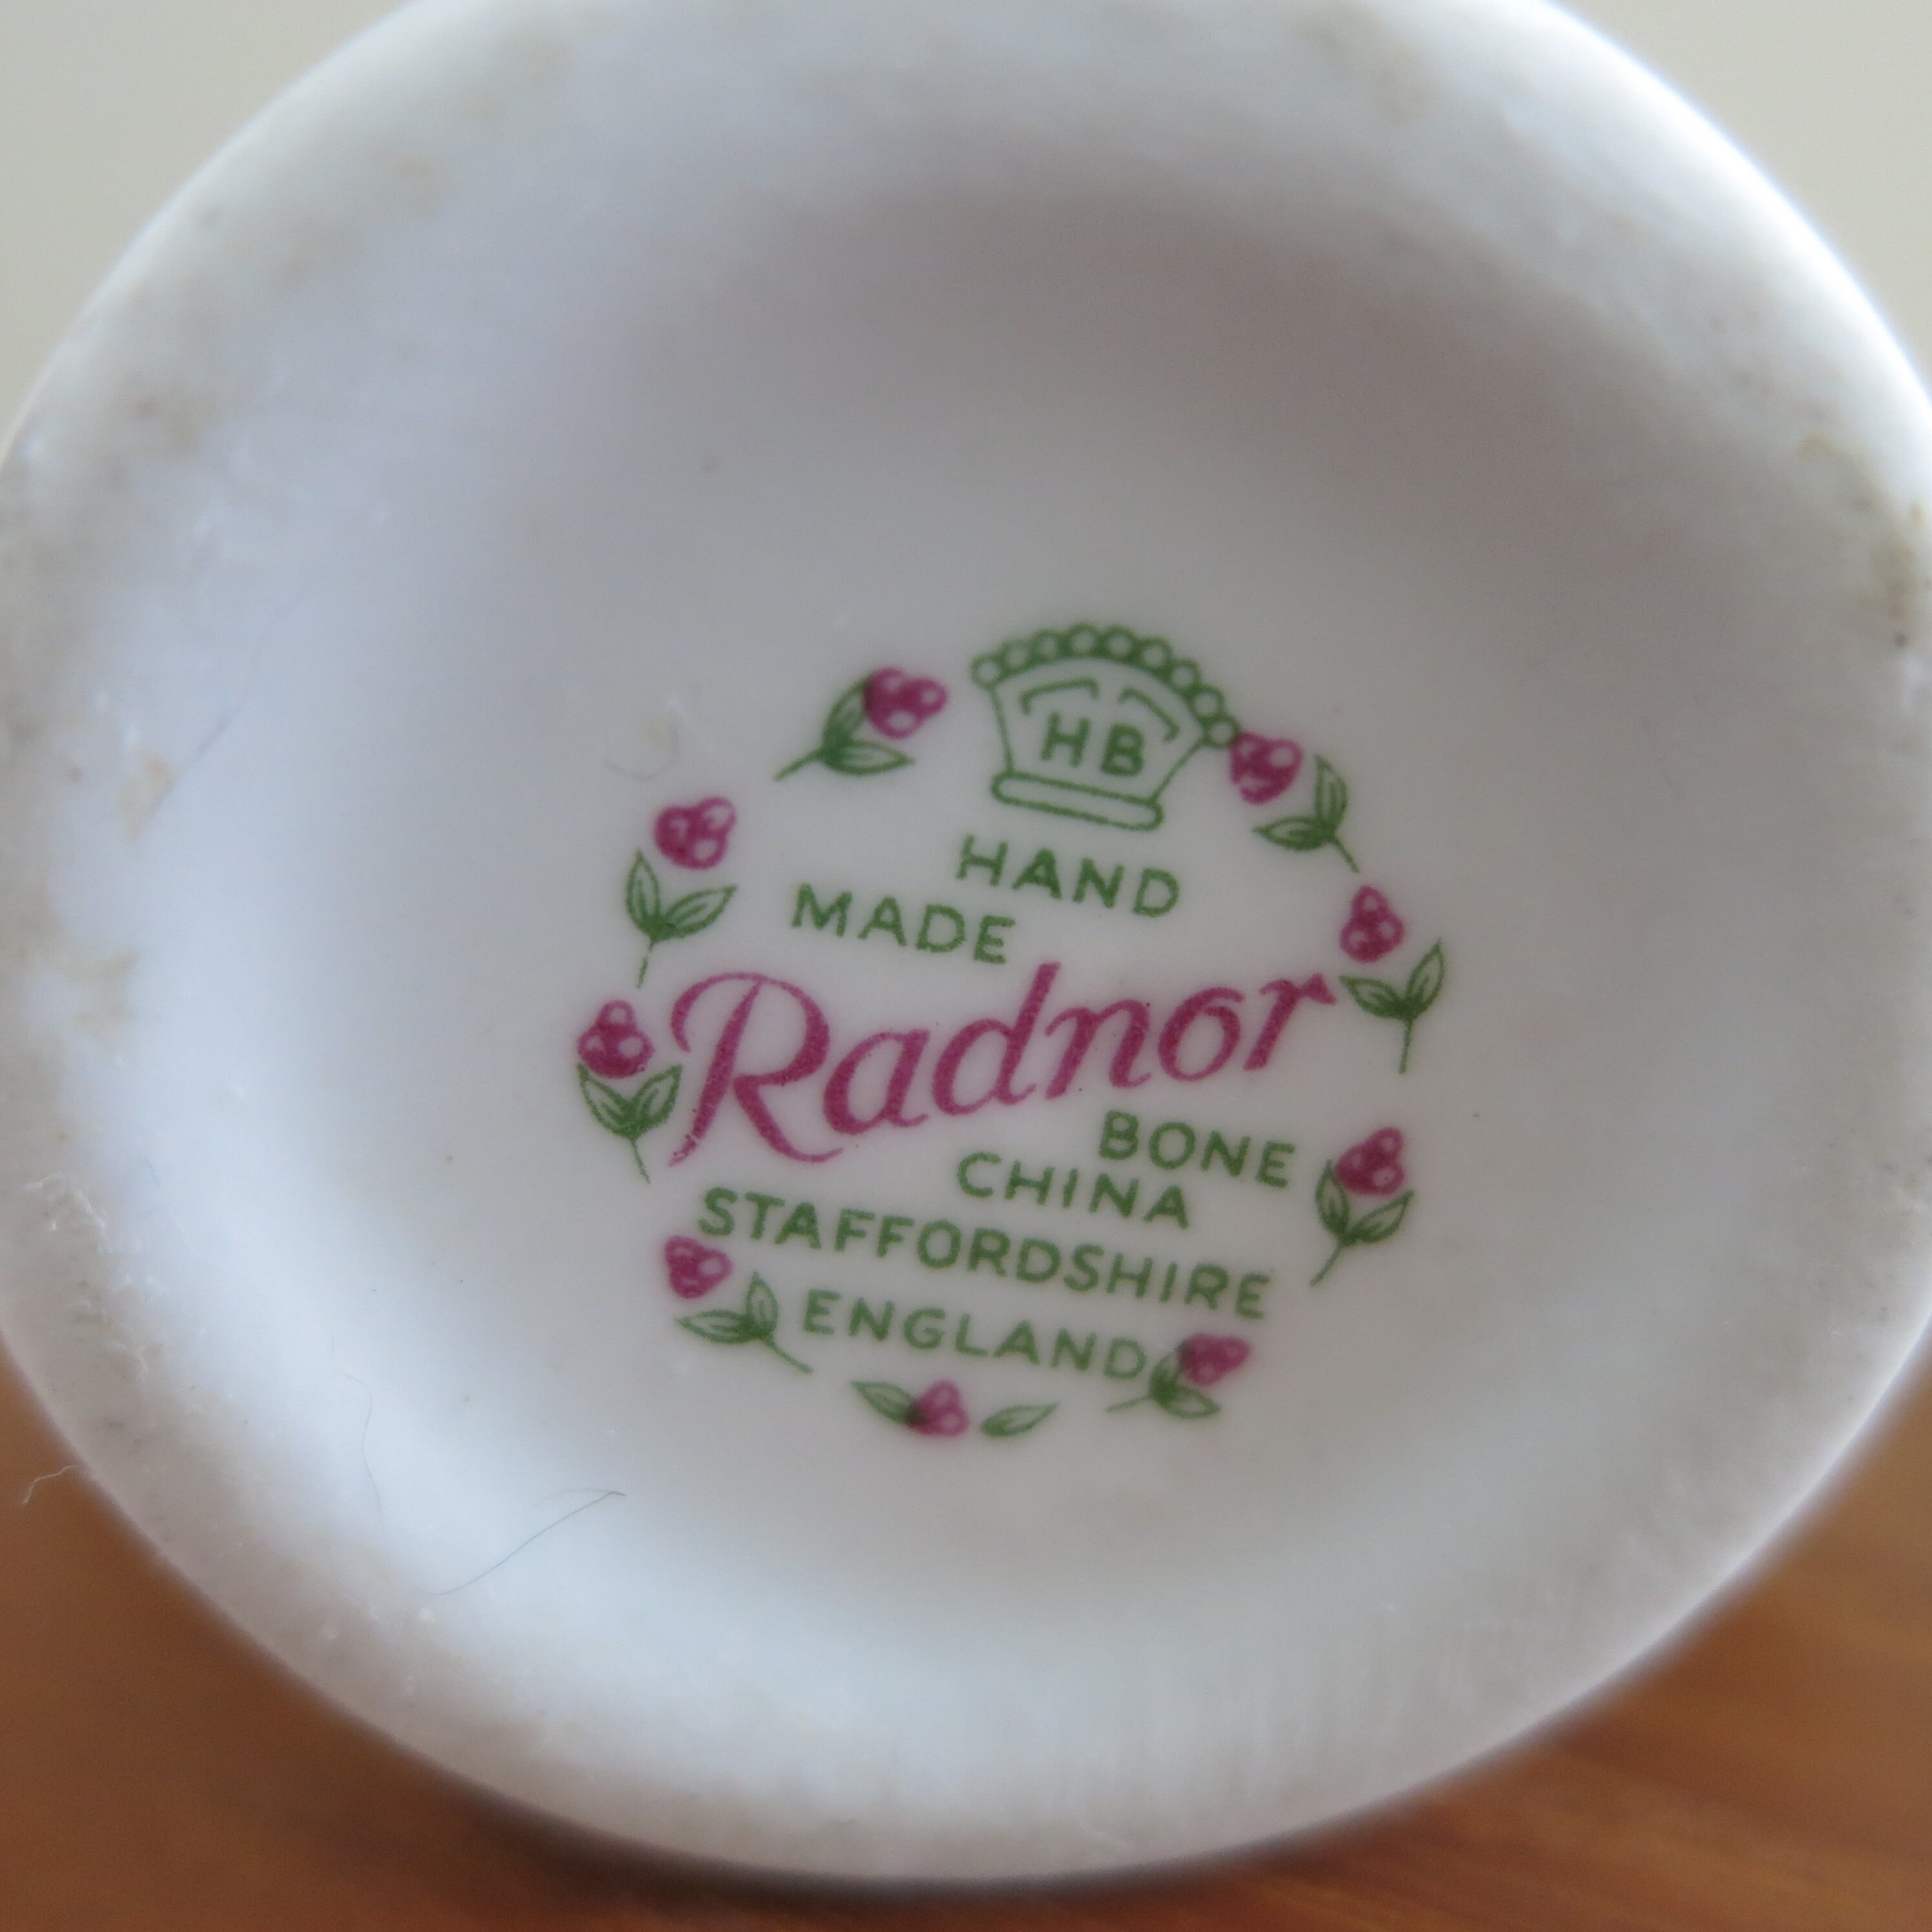 HB
HAND
MADE
Radnor
BONE
CHINA
STAFFORDSHIRE
ENGLAND